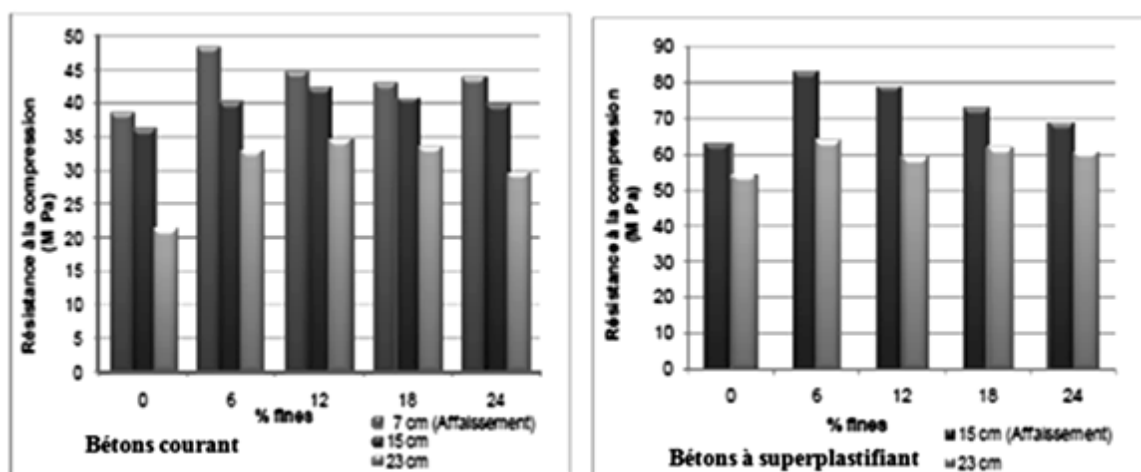 Résistance à la compression
(M Pa)
50
45
40
35
30
25
20
15
10
5
0
0 6 12 18 24
% fines
7 cm (Affaissement)
15 cm
23 cm
Bétons courant
Résistance à la compression
(M Pa)
90
80
70
60
50
40
30
20
10
0
0 6 12 18 24
% fines
15 cm (Affaissement)
23 cm
Bétons à superplastifiant